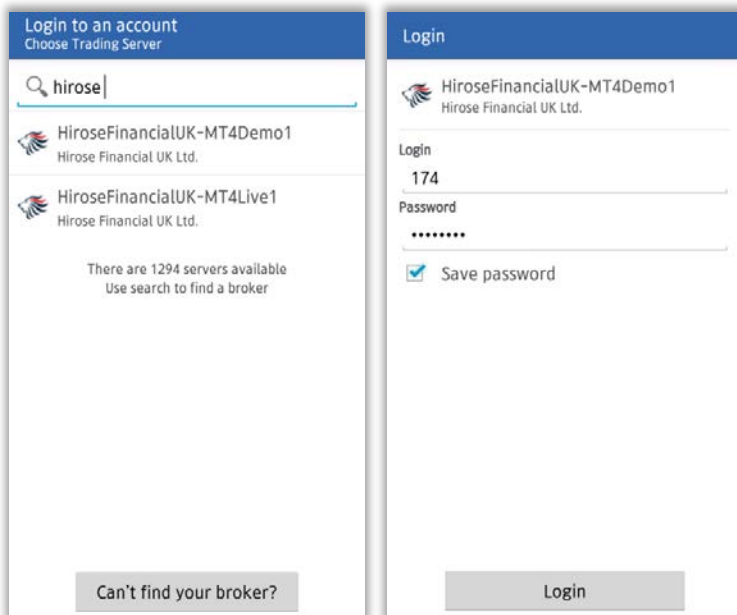 Login to an account
Choose Trading Server
hirose
HiroseFinancialUK-MT4Demo1
Hirose Financial UK Ltd.
HiroseFinancialUK-MT4Live1
Hirose Financial UK Ltd.
There are 1294 servers available
Use search to find a broker
Can't find your broker?
Login
HiroseFinancialUK-MT4Demo1
Hirose Financial UK Ltd.
Login
174
Password
••••••••
Save password
Login